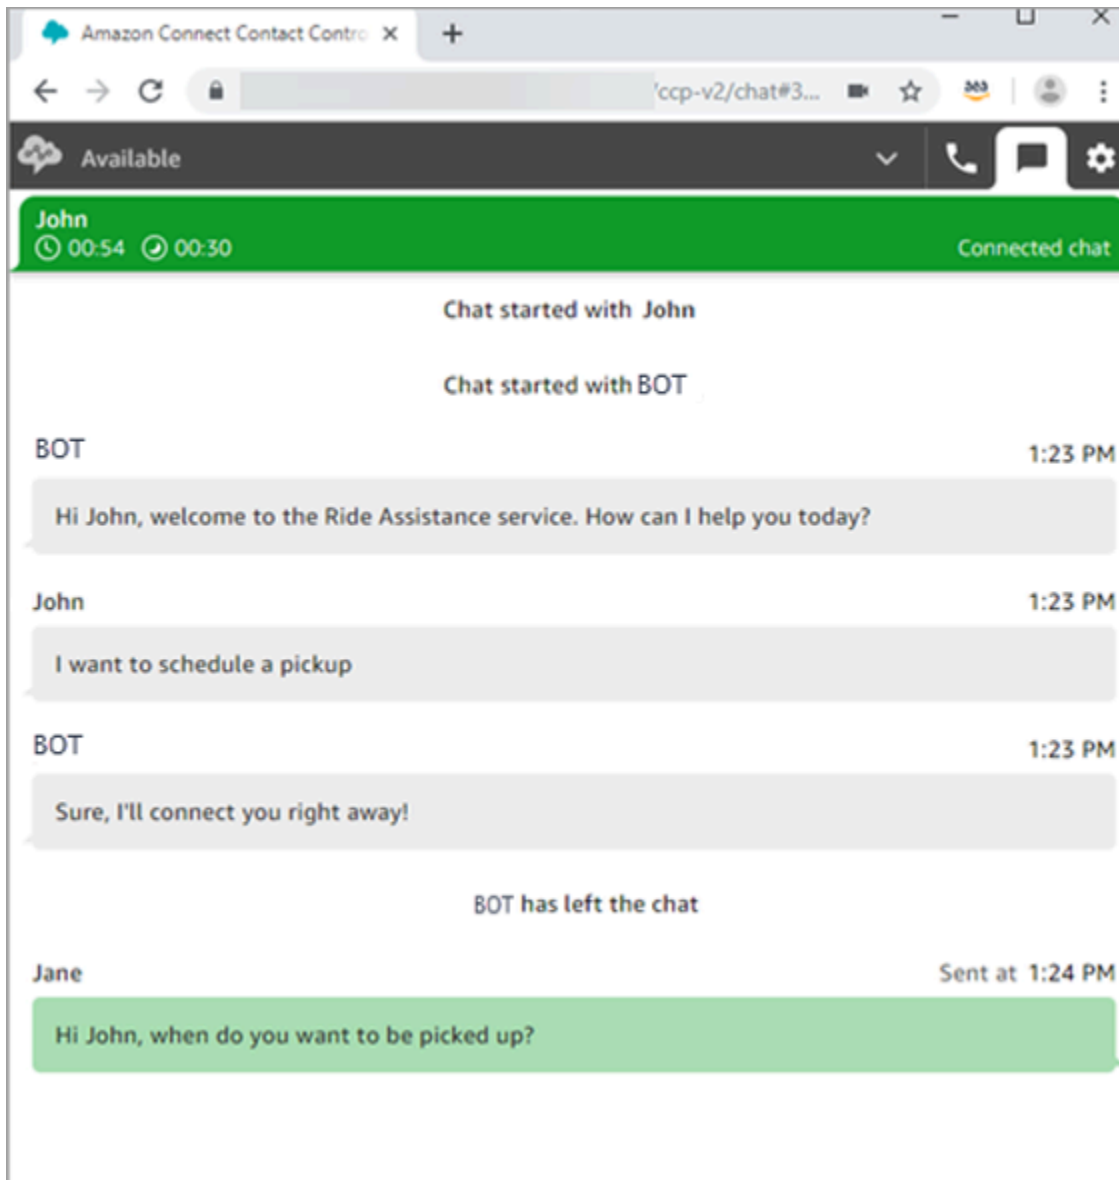 Amazon Connect Contact Contro
/ccp-v2/chat#3...
Available
John
00:54 00:30 Connected chat
Chat started with John
Chat started with BOT
BOT 1:23 PM
Hi John, welcome to the Ride Assistance service. How can I help you today?
John 1:23 PM
I want to schedule a pickup
BOT 1:23 PM
Sure, I'll connect you right away!
BOT has left the chat
Jane Sent at 1:24 PM
Hi John, when do you want to be picked up?